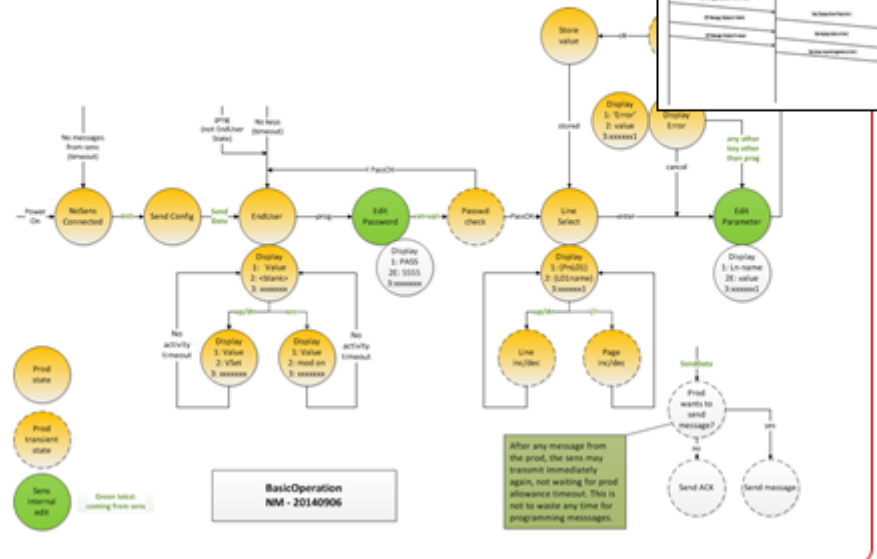 Store
value
ok
stored
Display
1: 'Error'
2: value
3:xxxxxx1
Display
Error
cancel
any other
key other
than prog
prog
(not EndUser
State)
No keys
(timeout)
No messages
from sens
(timeout)
! PassOK
Power
On
NoSens
Connected
Send Config
Send
Data
EndUser
prog
Edit
Password
Passwd
check
PassOK
Line
Select
enter
Edit
Parameter
Display
1: Value
2: <blank>
3: xxxxxxx
Display
1: PASS
2E: SSSS
3:xxxxxxx
Display
3:xxxxxx1
Display
1: Ln name
2E: value
3:xxxxxx1
up/dn
No
activity
timeout
Display
1: Value
2: VSet
3: xxxxxxx
Display
1: Value
2: mod on
3: xxxxxxx
No
activity
timeout
Line
inc/dec
Page
inc/dec
Prod
state
Prod
transient
state
Sens
internal
edit
Green tekst:
coming from sens
BasicOperation
NM - 20140906
SendData
Prod
wants to
send
message?
yes
no
Send ACK
Send message
After any message from
the prod, the sens may
transmit immediately
again, not waiting for prod
allowance timeout. This is
not to waste any time for
programming messsages.